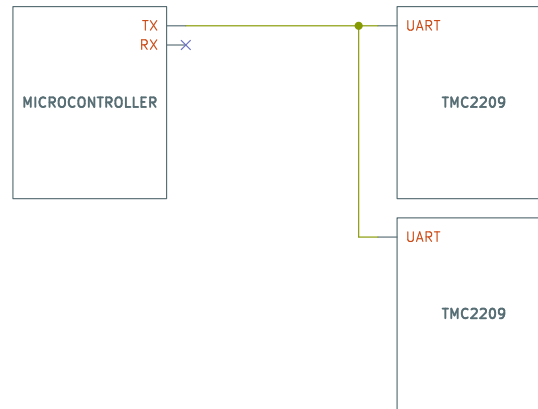 TX
UART
RX
MICROCONTROLLER
TMC2209
UART
TMC2209